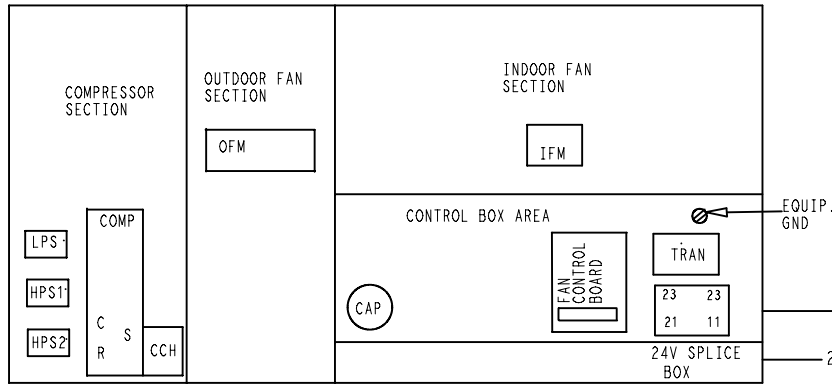 COMPRESSOR
SECTION
OUTDOOR FAN
SECTION
INDOOR FAN
SECTION
OFM
IFM
CONTROL BOX AREA
EQUIP.
GND
LPS
COMP
HPS1
HPS2
C
S
R
CCH
CAP
FAN
CONTROL
BOARD
TRAN
23 23
21 11
24V SPLICE
BOX
2